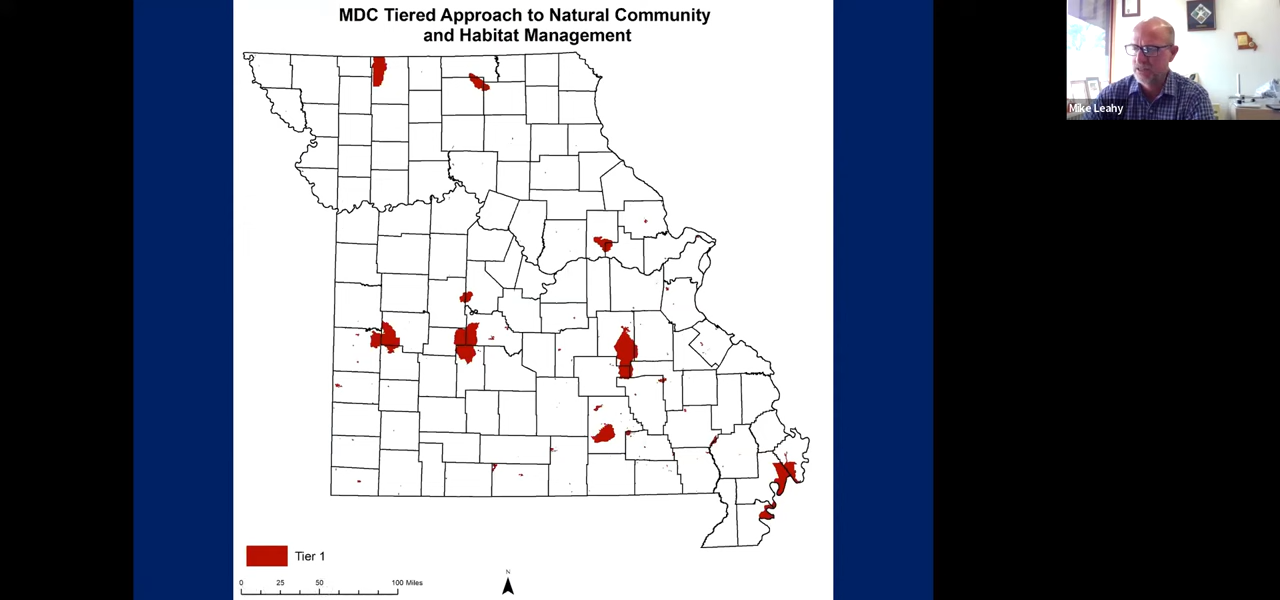 MDC Tiered Approach to Natural Community
and Habitat Management
Mike Leahy
Tier 1
0 25 50 100 Miles
N